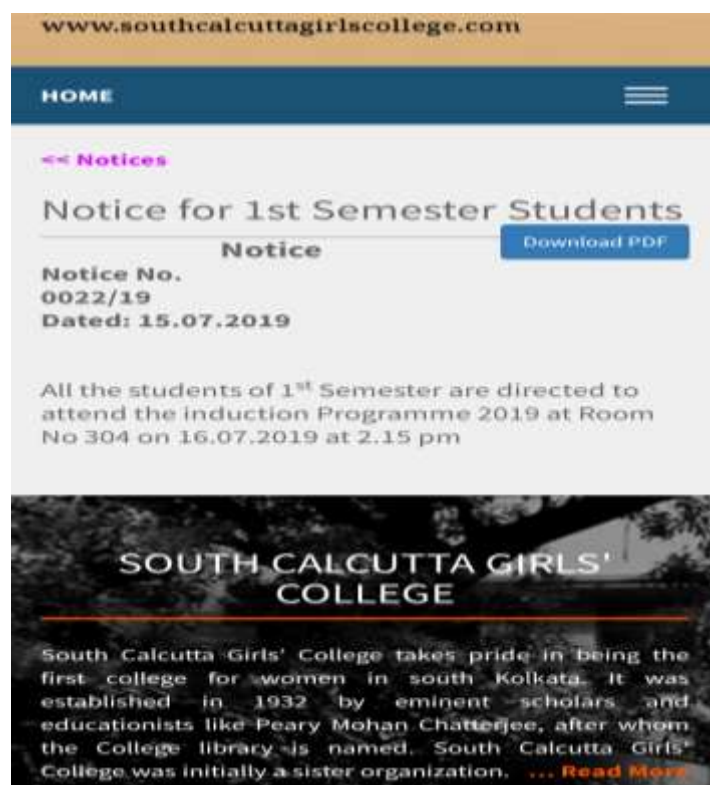 www.southcalcuttagirlscollege.com
HOME
<< Notices
Notice for 1st Semester Students
Download PDF
Notice
Notice No.
0022/19
Dated: 15.07.2019
All the students of 1st Semester are directed to
attend the induction Programme 2019 at Room
No 304 on 16.07.2019 at 2.15 pm
SOUTH CALCUTTA GIRLS'
COLLEGE
South Calcutta Girls' College takes pride in being the
first college for women in south Kolkata. It was
established in 1932 by eminent scholars and
educationists like Peary Mohan Chatterjee, after whom
the College library is named. South Calcutta Girls'
College was initially a sister organization. ... Read More